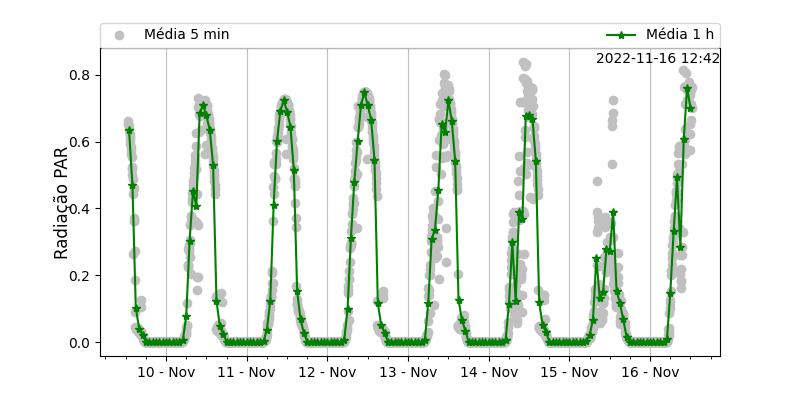 Média 5 min
Média 1 h
2022-11-16 12:42
Radiação PAR
0.8
0.6
0.4
0.2
0.0
10 - Nov
11 - Nov
12 - Nov
13 - Nov
14 - Nov
15 - Nov
16 - Nov